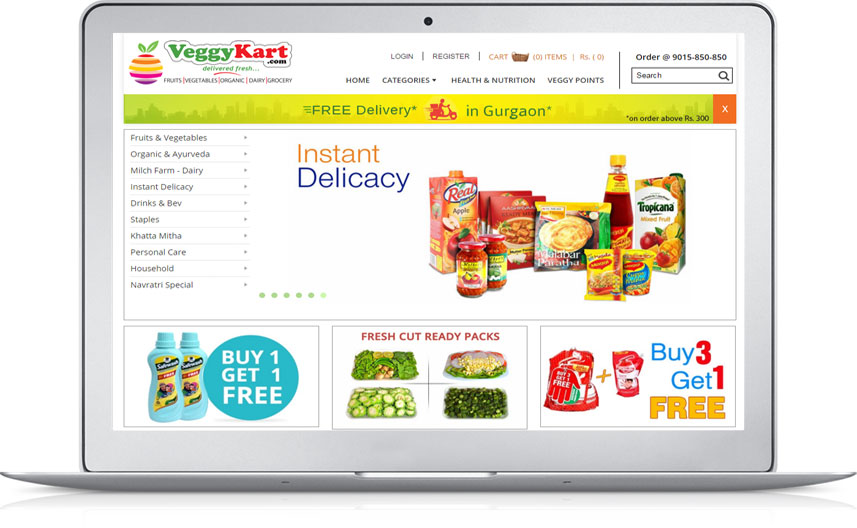 VeggyKart
.com
delivered fresh...
FRUITS|VEGETABLES|ORGANIC|DAIRY|GROCERY
LOGIN | REGISTER | CART (0) ITEMS | Rs. ( 0 )
Order @ 9015-850-850
HOME CATEGORIES HEALTH & NUTRITION VEGGY POINTS
Search
FREE Delivery* in Gurgaon*
*on order above Rs. 300
X
Fruits & Vegetables
Organic & Ayurveda
Milch Farm - Dairy
Instant Delicacy
Drinks & Bev
Staples
Khatta Mitha
Personal Care
Household
Navratri Special
Instant
Delicacy
Real
Apple
Malabar
Paratha
Tropicana
Mixed Fruit
BUY 1
GET 1
FREE
FRESH CUT READY PACKS
BUY 3
GET 1
FREE
Buy3
Get1
FREE